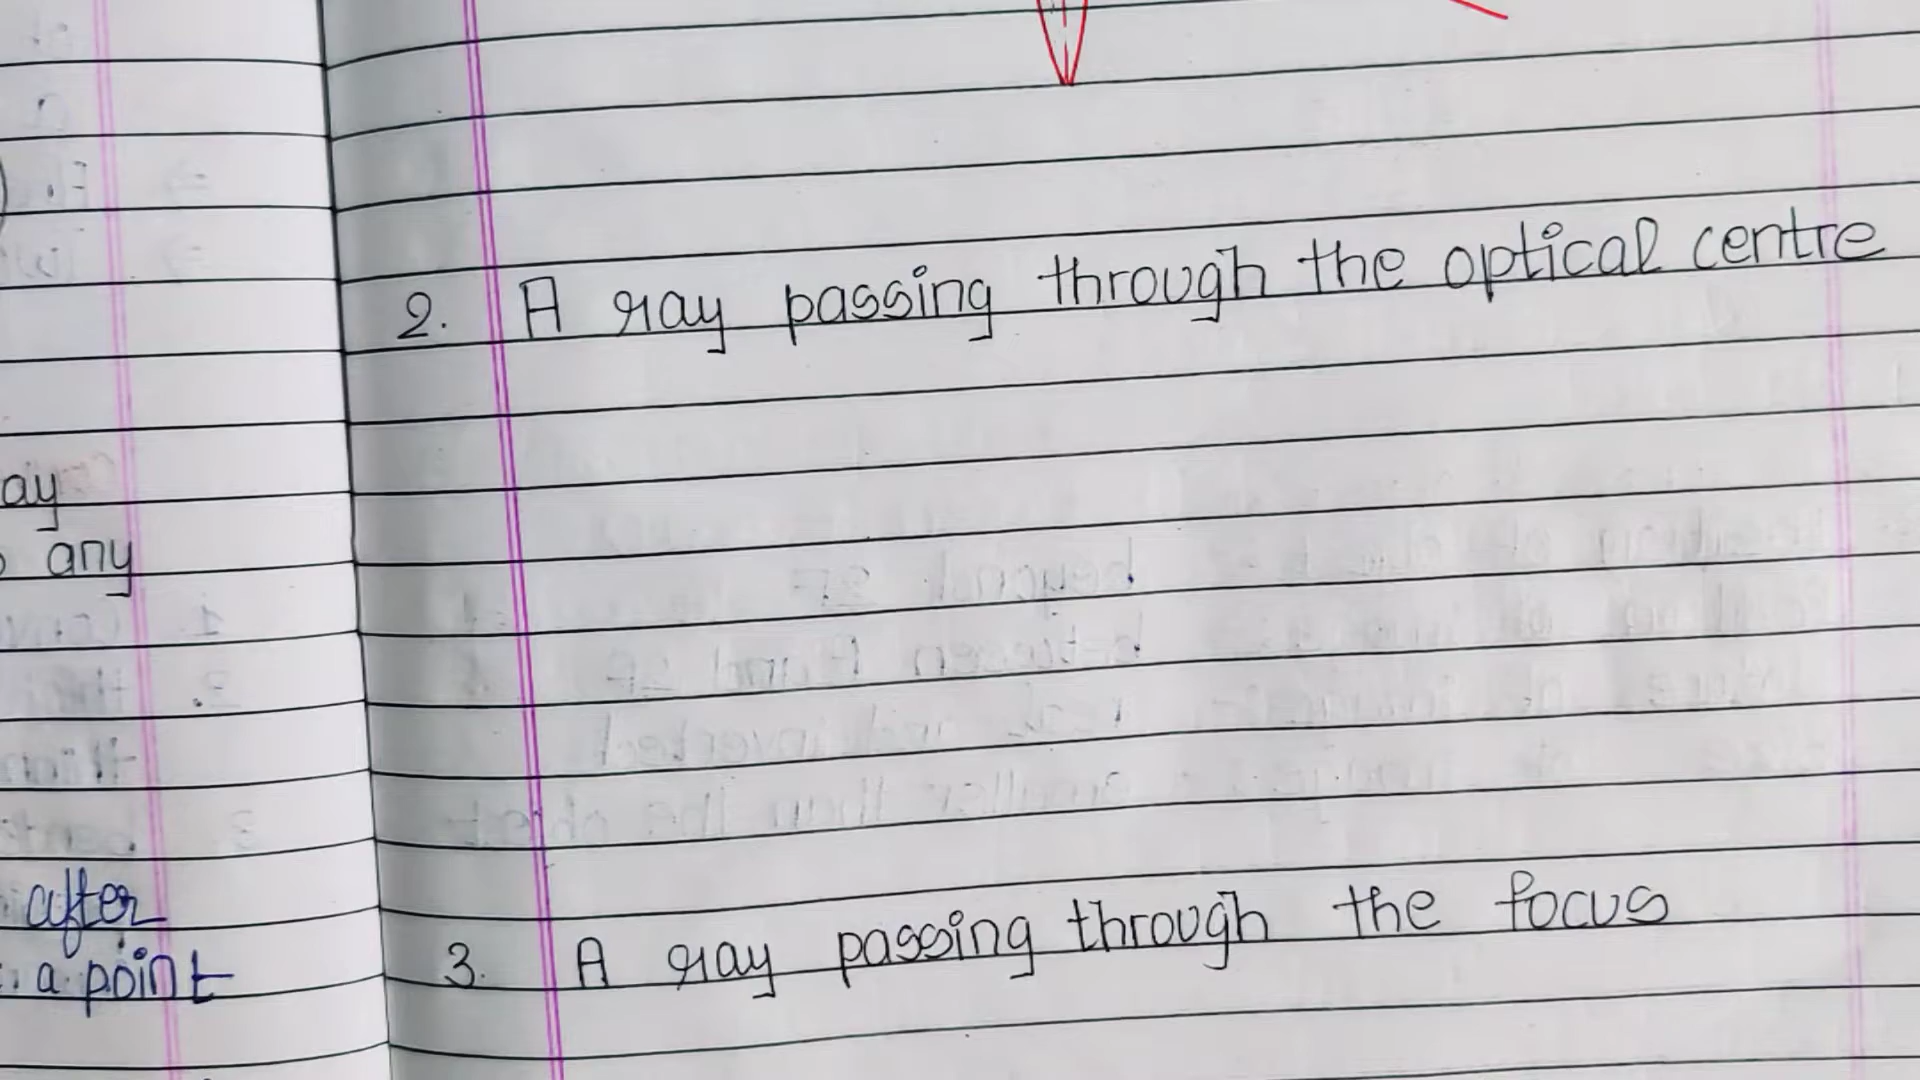 ay
any
after
a point
2. A ray passing through the optical centre
3. A ray passing through the focus